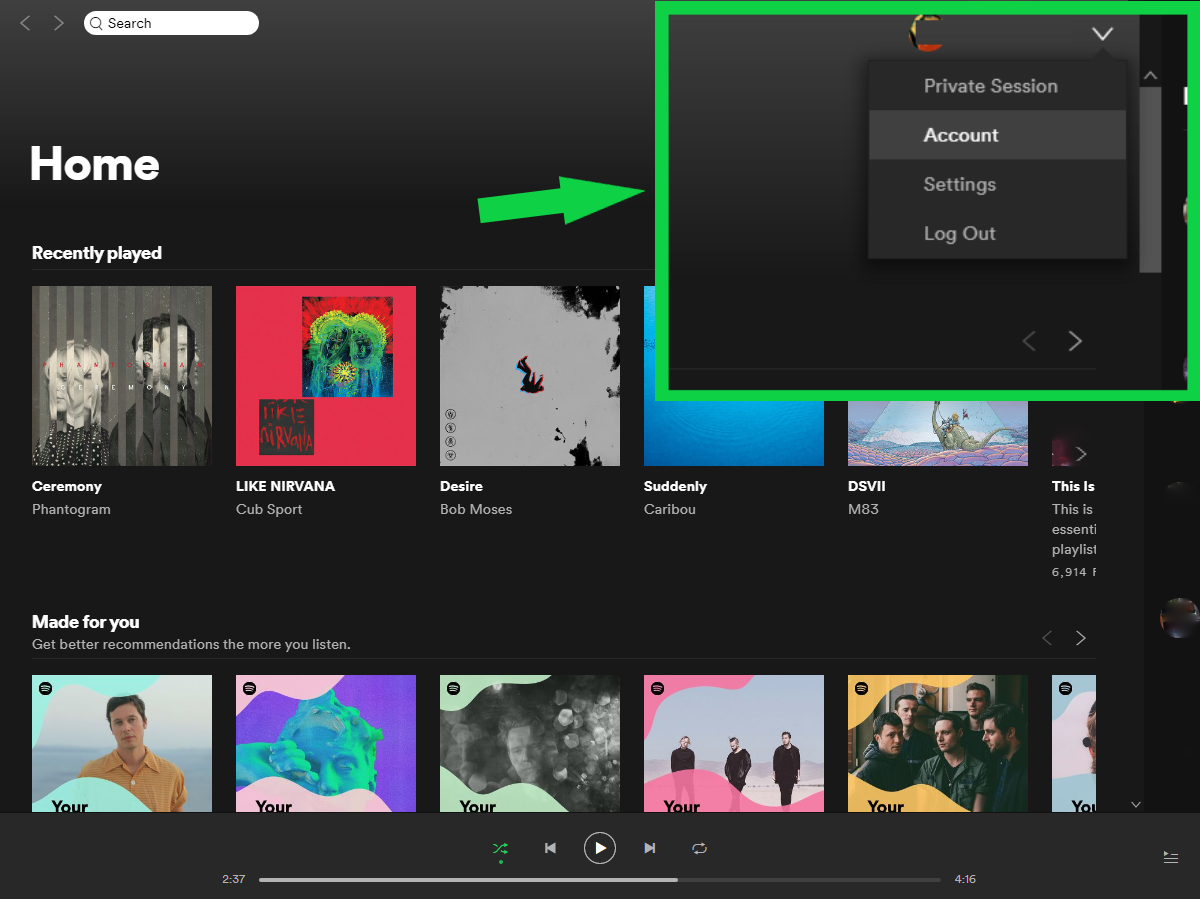 Search
Private Session
Account
Settings
Log Out
Home
Recently played
PHANTOGRAM
CEREMONY
LIKE
NIRVANA
Ceremony
Phantogram
LIKE NIRVANA
Cub Sport
Desire
Bob Moses
Suddenly
Caribou
DSVII
M83
This Is
This is
essenti
playlist
6,914 F
Made for you
Get better recommendations the more you listen.
Your
Your
Your
Your
Your
You
2:37
4:16